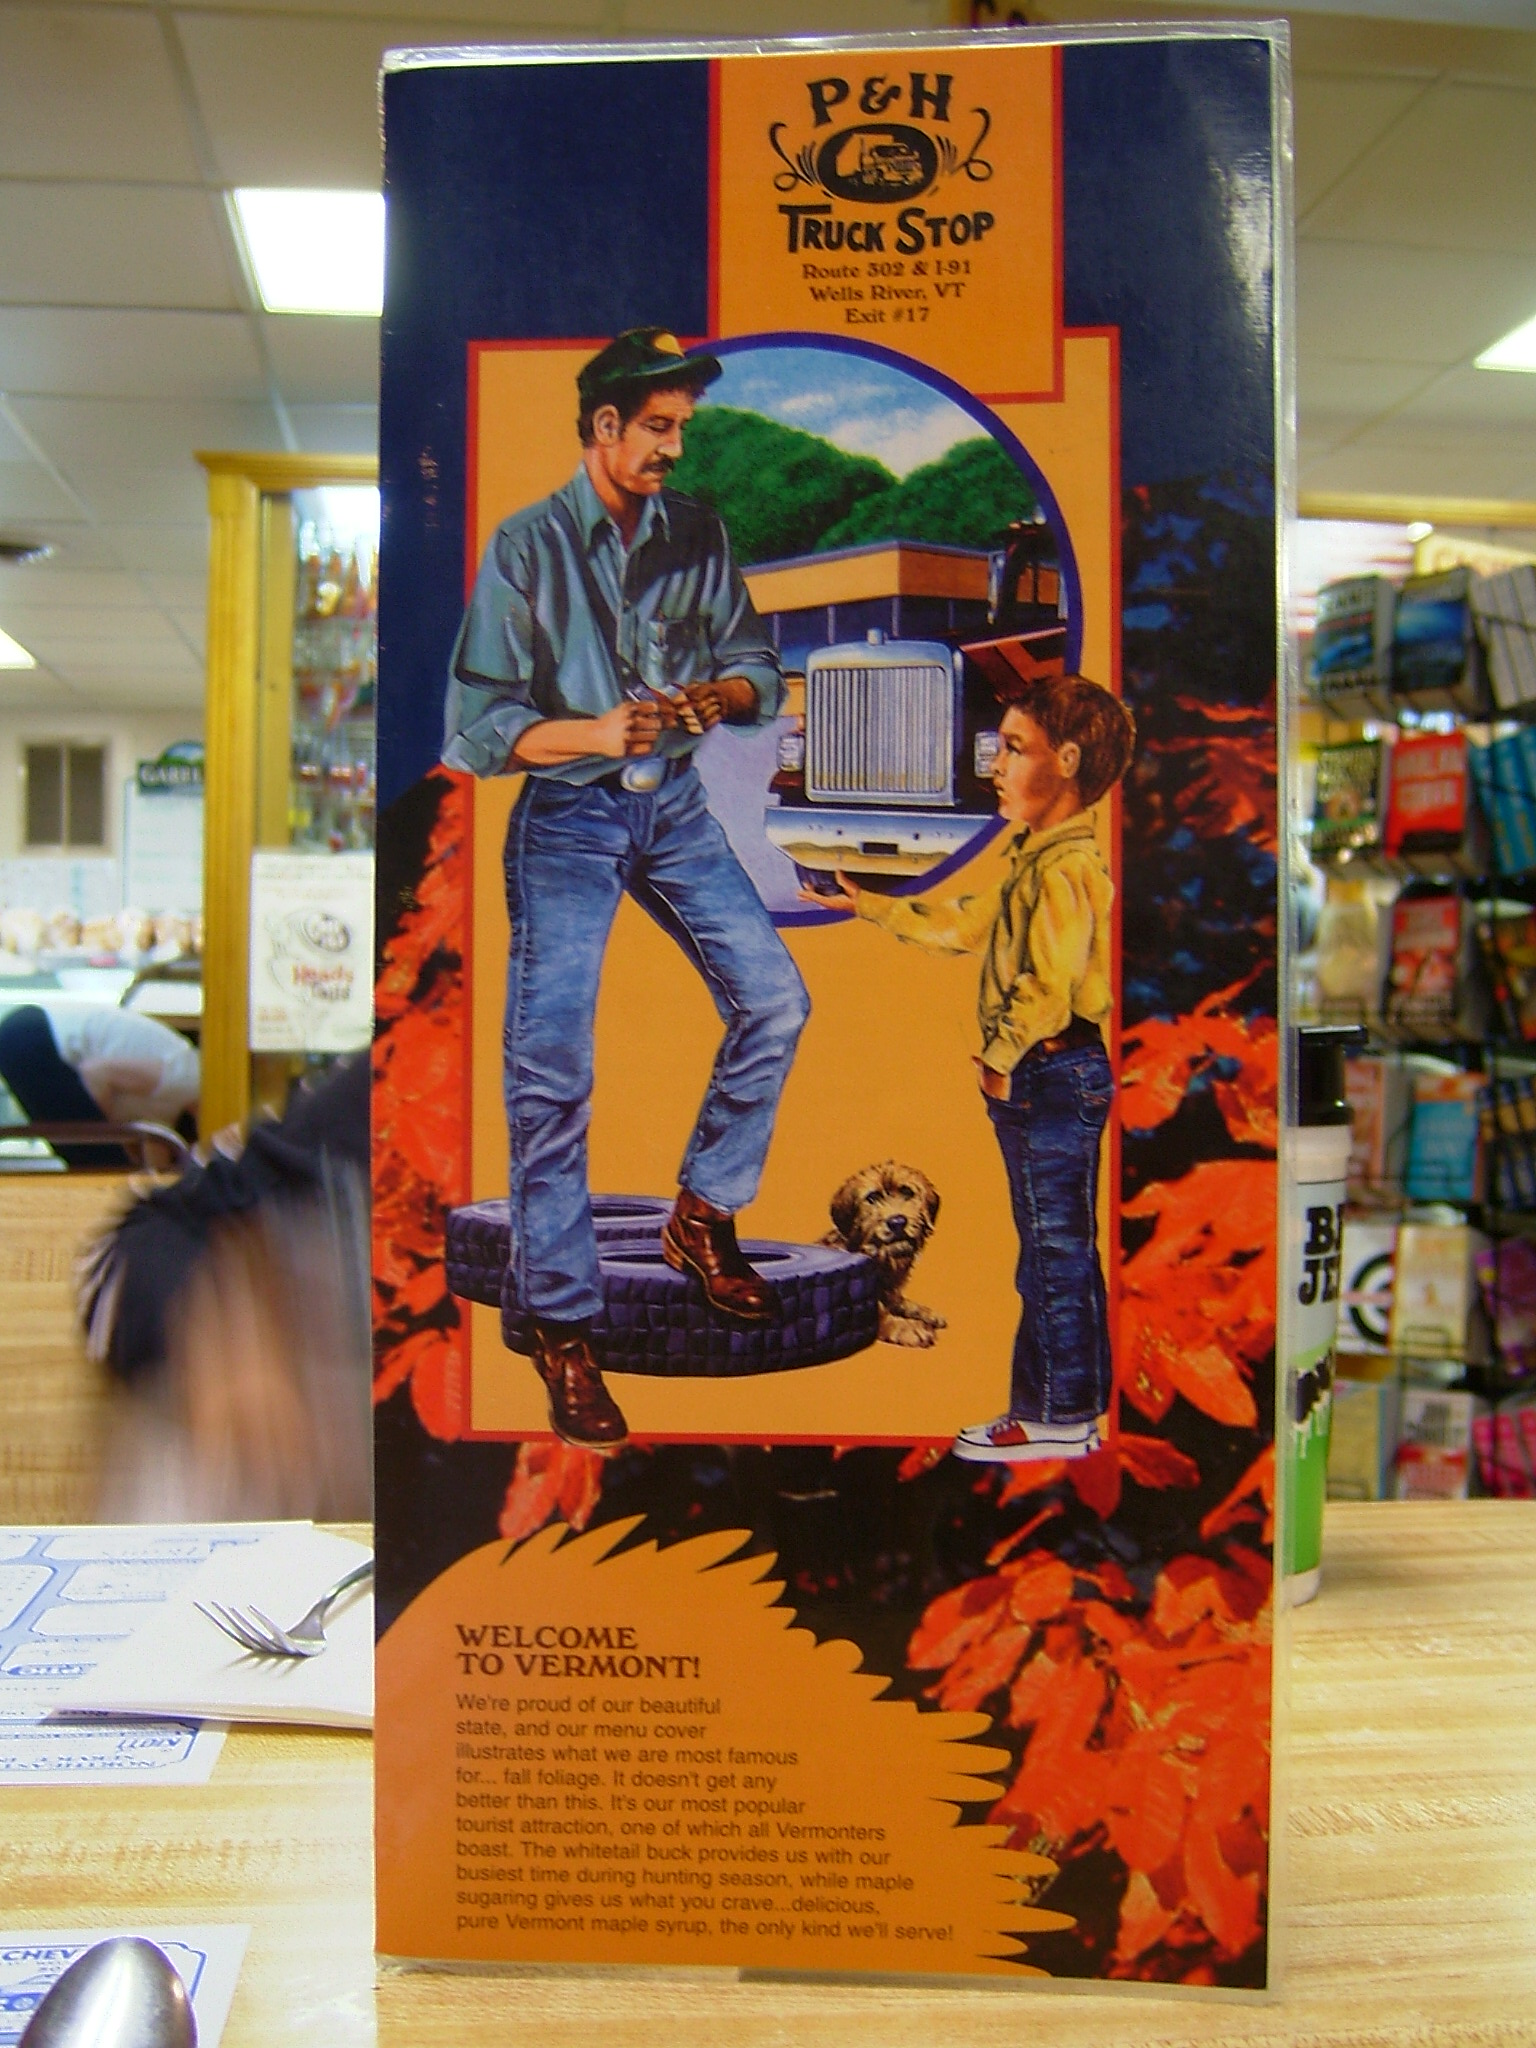 P & H
TRUCK STOP
Route 302 & I-91
Wells River, VT
Exit #17
WELCOME
TO VERMONT!
We're proud of our beautiful
state, and our menu cover
illustrates what we are most famous
for... fall foliage. It doesn't get any
better than this. It's our most popular
tourist attraction, one of which all Vermonters
boast. The whitetail buck provides us with our
busiest time during hunting season, while maple
sugaring gives us what you crave...delicious,
pure Vermont maple syrup, the only kind we'll serve!
Heads
Tails
CHEV